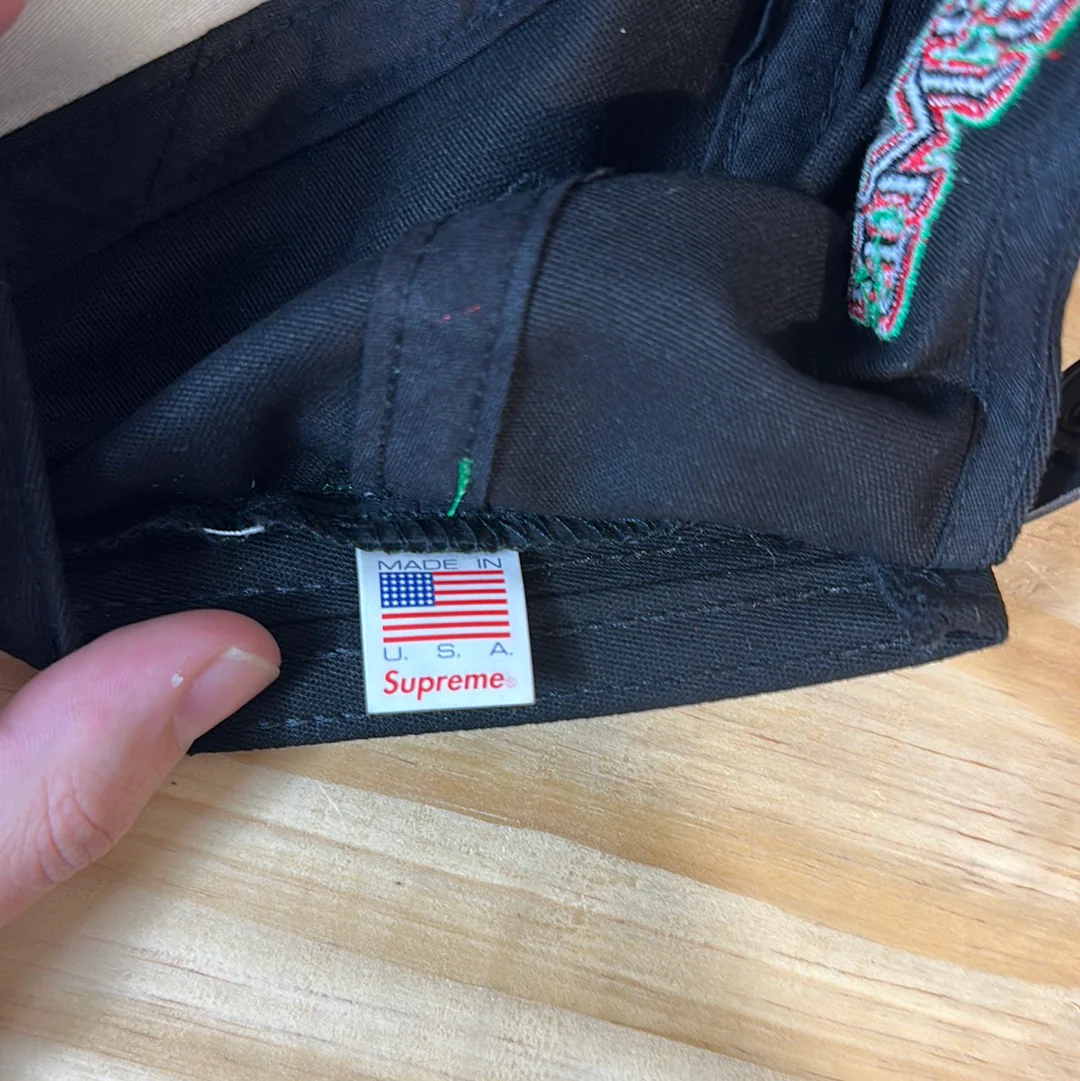 MADE IN
U. S. A.
Supreme®